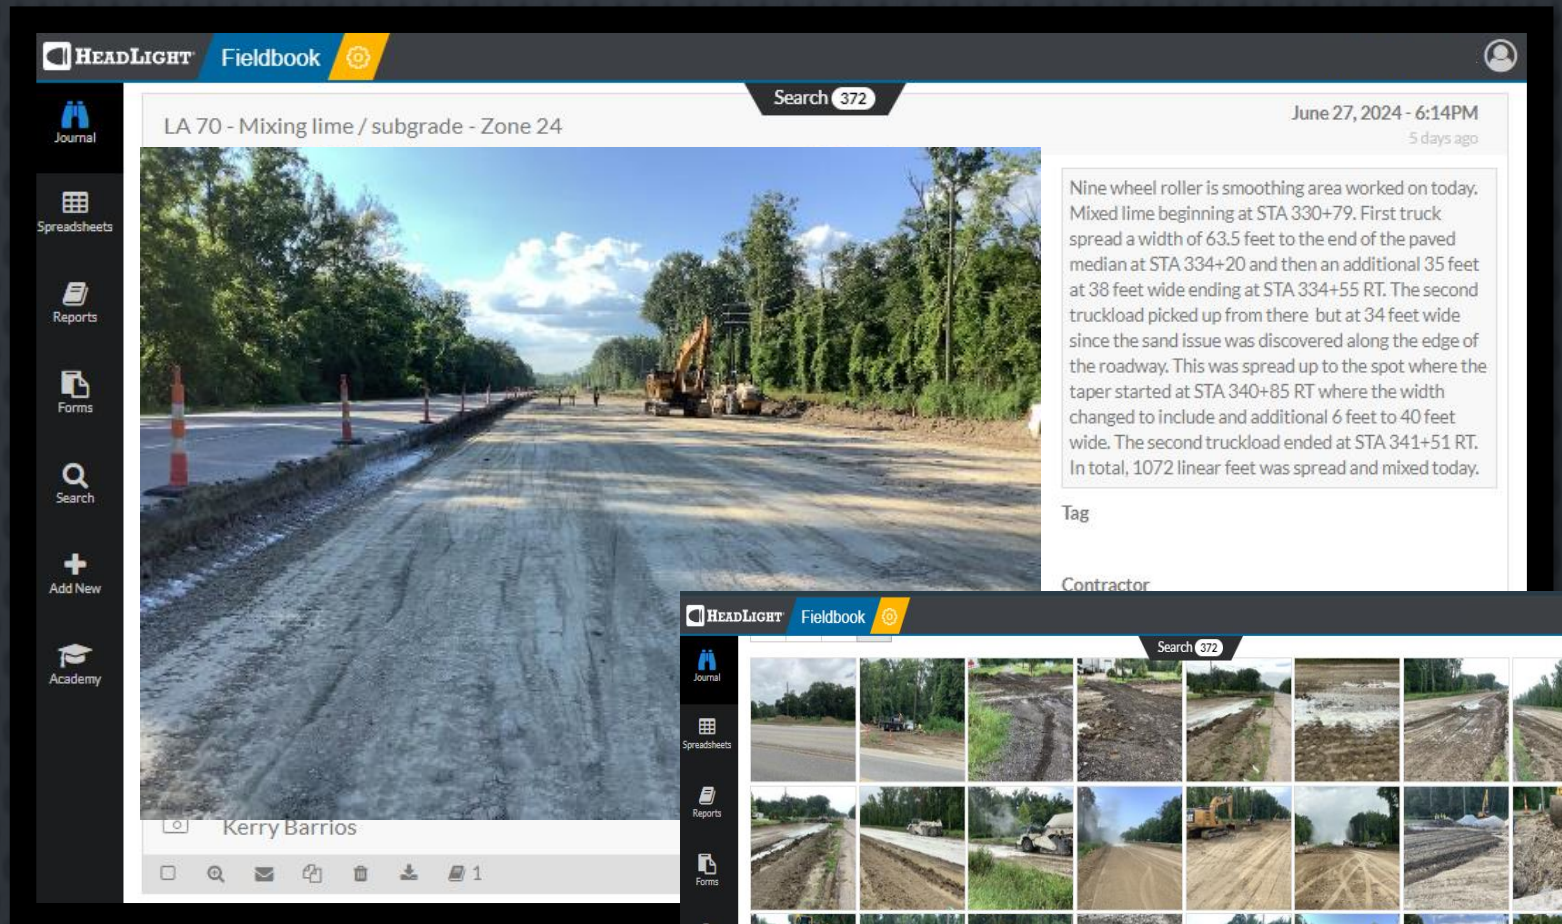 HEADLIGHT Fieldbook
Search 372
Journal
Spreadsheets
Reports
Forms
Search
Add New
Academy
LA 70 - Mixing lime / subgrade - Zone 24
June 27, 2024 - 6:14PM
5 days ago
Nine wheel roller is smoothing area worked on today.
Mixed lime beginning at STA 330+79. First truck
spread a width of 63.5 feet to the end of the paved
median at STA 334+20 and then an additional 35 feet
at 38 feet wide ending at STA 334+55 RT. The second
truckload picked up from there but at 34 feet wide
since the sand issue was discovered along the edge of
the roadway. This was spread up to the spot where the
taper started at STA 340+85 RT where the width
changed to include and additional 6 feet to 40 feet
wide. The second truckload ended at STA 341+51 RT.
In total, 1072 linear feet was spread and mixed today.
Tag
Contractor
Kerry Barrios
1
HEADLIGHT Fieldbook
Search 372
Journal
Spreadsheets
Reports
Forms